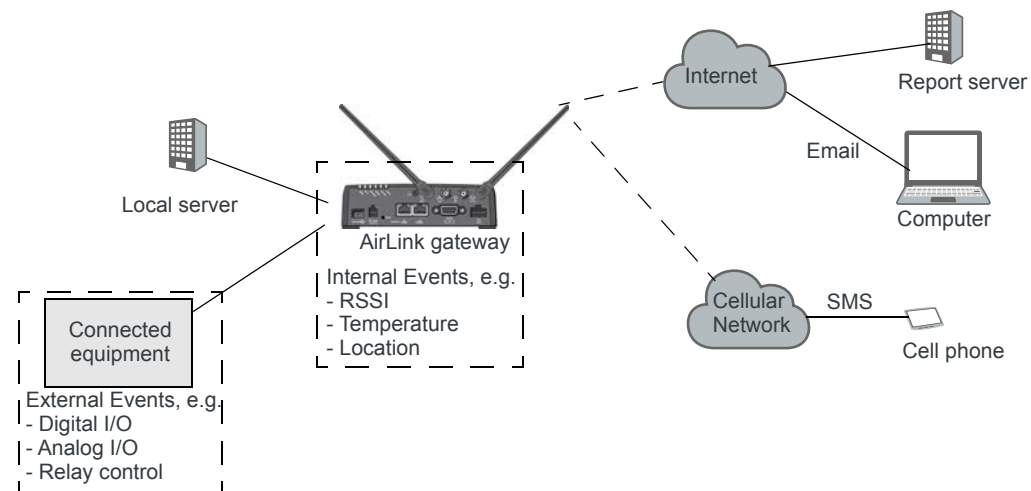 Internet
Report server
Email
Computer
Local server
AirLink gateway
Internal Events, e.g.
- RSSI
- Temperature
- Location
Cellular
Network
SMS
Cell phone
Connected
equipment
External Events, e.g.
- Digital I/O
- Analog I/O
- Relay control